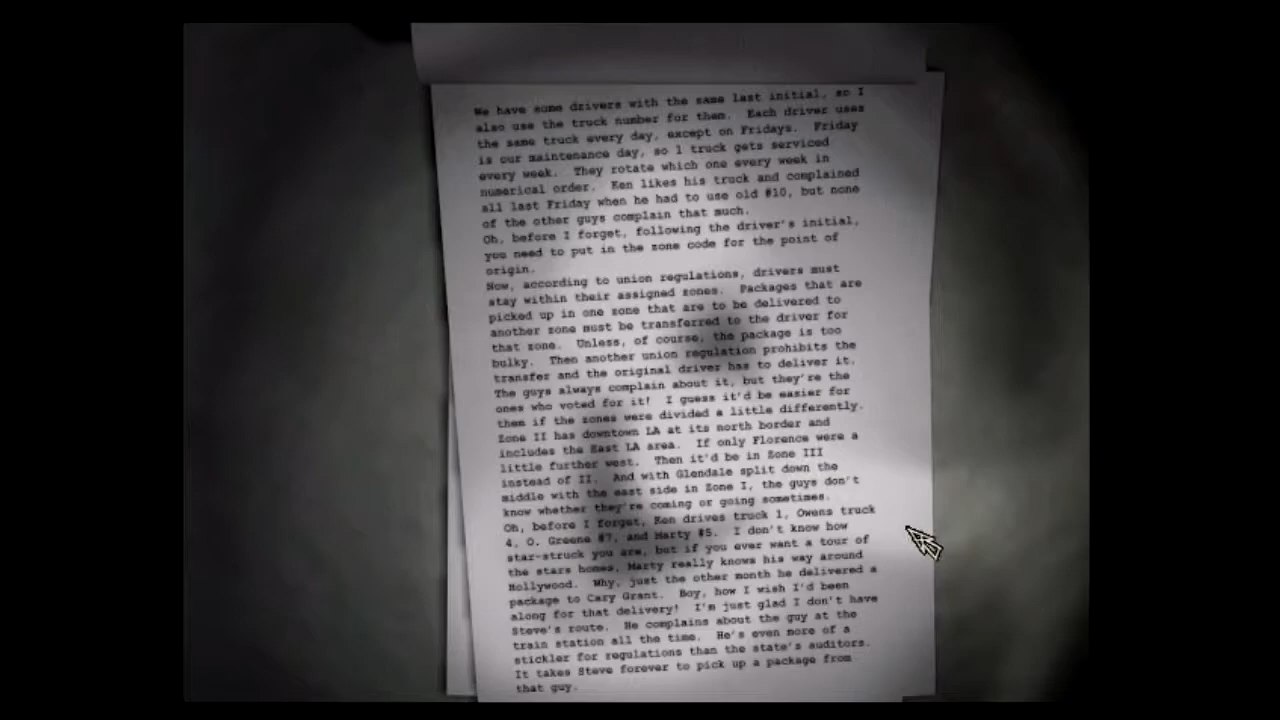 We have some drivers with the same last initial, so I
also use the truck number for them. Each driver uses
the same truck every day, except on Fridays. Friday
is our maintenance day, so 1 truck gets serviced
every week. They rotate which one every week in
numerical order. Ken likes his truck and complained
all last Friday when he had to use old #10, but none
of the other guys complain that much.
Oh, before I forget, following the driver's initial,
you need to put in the zone code for the point of
origin.
Now, according to union regulations, drivers must
stay within their assigned zones. Packages that are
picked up in one zone that are to be delivered to
another zone must be transferred to the driver for
that zone. Unless, of course, the package is too
bulky. Then another union regulation prohibits the
transfer and the original driver has to deliver it.
The guys always complain about it, but they're the
ones who voted for it! I guess it'd be easier for
them if the zones were divided a little differently.
Zone II has downtown LA at its north border and
includes the East LA area. If only Florence were a
little further west. Then it'd be in Zone III
instead of II. And with Glendale split down the
middle with the east side in Zone I, the guys don't
know whether they're coming or going sometimes.
Oh, before I forget, Ken drives truck 1, Owens truck
4, O. Greene #7, and Marty #5. I don't know how
star-struck you are, but if you ever want a tour of
the stars homes, Marty really knows his way around
Hollywood. Why, just the other month he delivered a
package to Cary Grant. Boy, how I wish I'd been
along for that delivery! I'm just glad I don't have
Steve's route. He complains about the guy at the
train station all the time. He's even more of a
stickler for regulations than the state's auditors.
It takes Steve forever to pick up a package from
that guy.